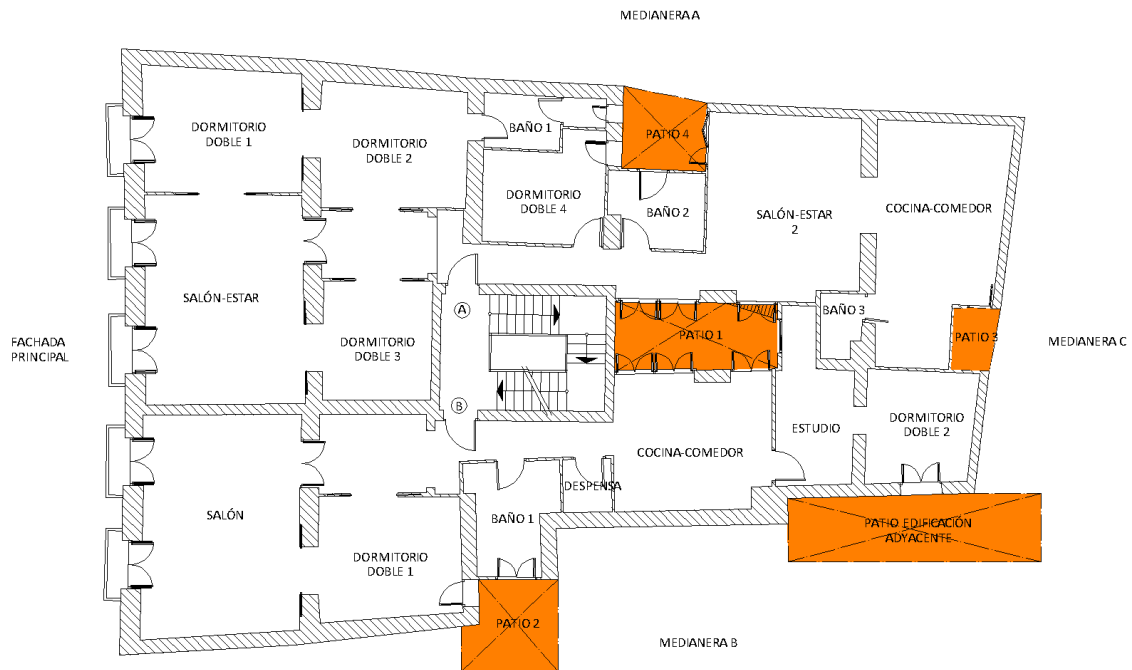 MEDIANERA A
DORMITORIO
DOBLE 1
DORMITORIO
DOBLE 2
BAÑO 1
PATIO 4
DORMITORIO
DOBLE 4
BAÑO 2
SALÓN-ESTAR
2
COCINA-COMEDOR
SALÓN-ESTAR
A
BAÑO 3
FACHADA
PRINCIPAL
DORMITORIO
DOBLE 3
PATIO 1
PATIO 3
MEDIANERA C
B
DORMITORIO
DOBLE 2
ESTUDIO
COCINA-COMEDOR
DESPENSA
SALÓN
BAÑO 1
PATIO EDIFICACIÓN
ADYACENTE
DORMITORIO
DOBLE 1
PATIO 2
MEDIANERA B